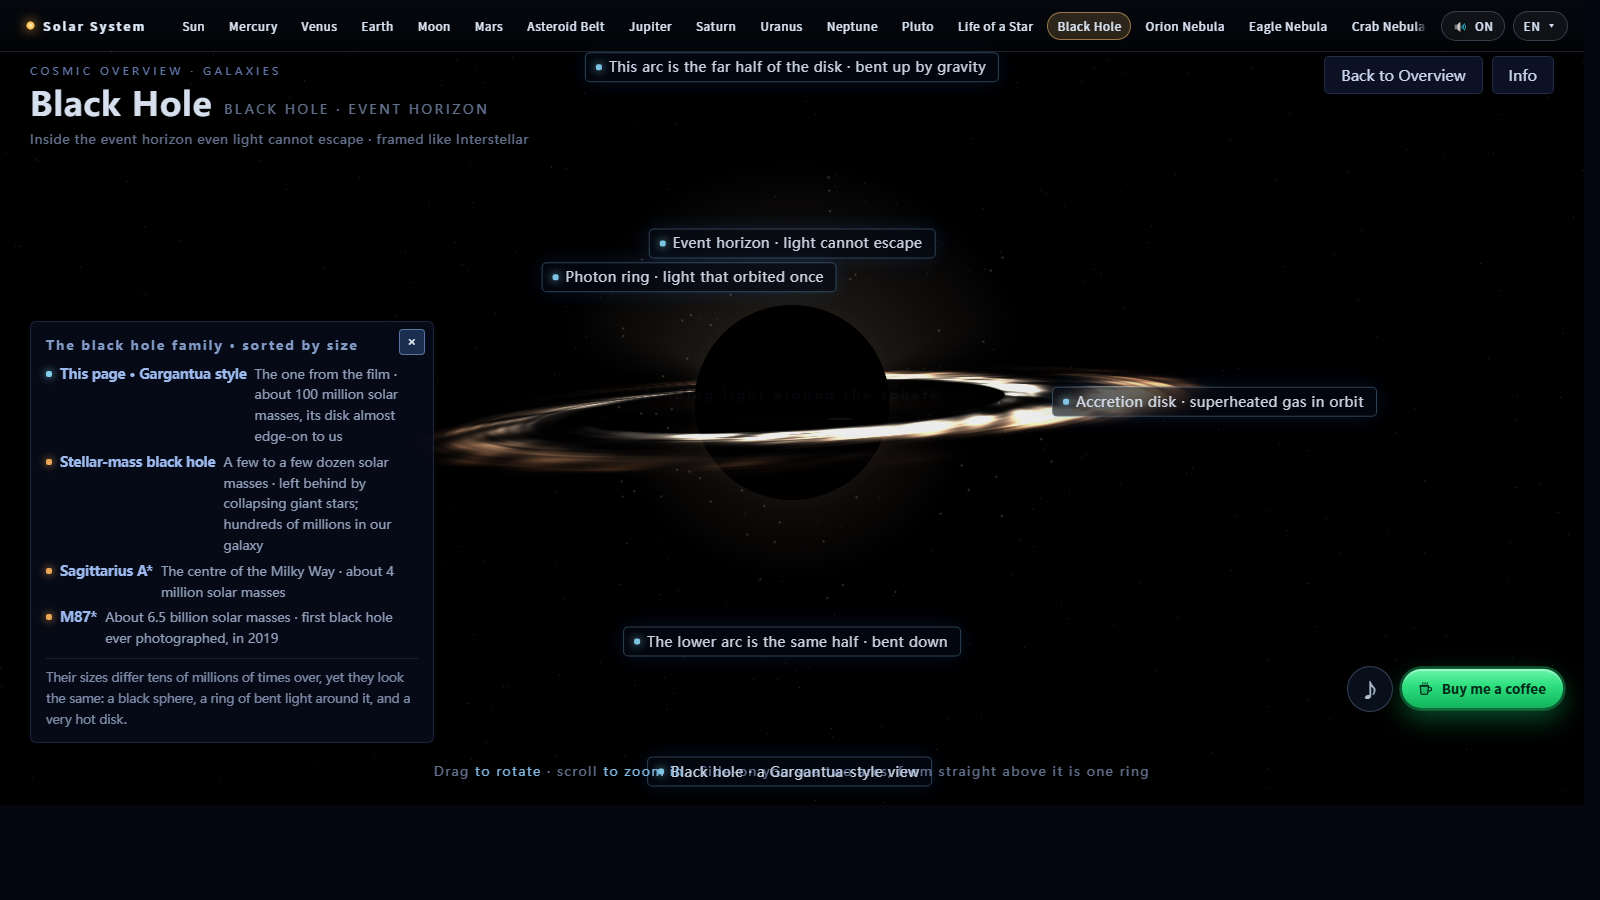 Solar System
Sun
Mercury
Venus
Earth
Moon
Mars
Asteroid Belt
Jupiter
Saturn
Uranus
Neptune
Pluto
Life of a Star
Black Hole
Orion Nebula
Eagle Nebula
Crab Nebula
ON
EN
COSMIC OVERVIEW · GALAXIES
Black Hole BLACK HOLE · EVENT HORIZON
Inside the event horizon even light cannot escape · framed like Interstellar
This arc is the far half of the disk · bent up by gravity
Back to Overview
Info
Event horizon · light cannot escape
Photon ring · light that orbited once
light around the sphere
Accretion disk · superheated gas in orbit
The black hole family • sorted by size
×
This page • Gargantua style The one from the film ·
about 100 million solar
masses, its disk almost
edge-on to us
Stellar-mass black hole A few to a few dozen solar
masses · left behind by
collapsing giant stars;
hundreds of millions in our
galaxy
Sagittarius A* The centre of the Milky Way · about 4
million solar masses
M87* About 6.5 billion solar masses · first black hole
ever photographed, in 2019
Their sizes differ tens of millions of times over, yet they look
the same: a black sphere, a ring of bent light around it, and a
very hot disk.
The lower arc is the same half · bent down
Buy me a coffee
Black hole · a Gargantua-style view
Drag to rotate · scroll to zoom straight above it is one ring